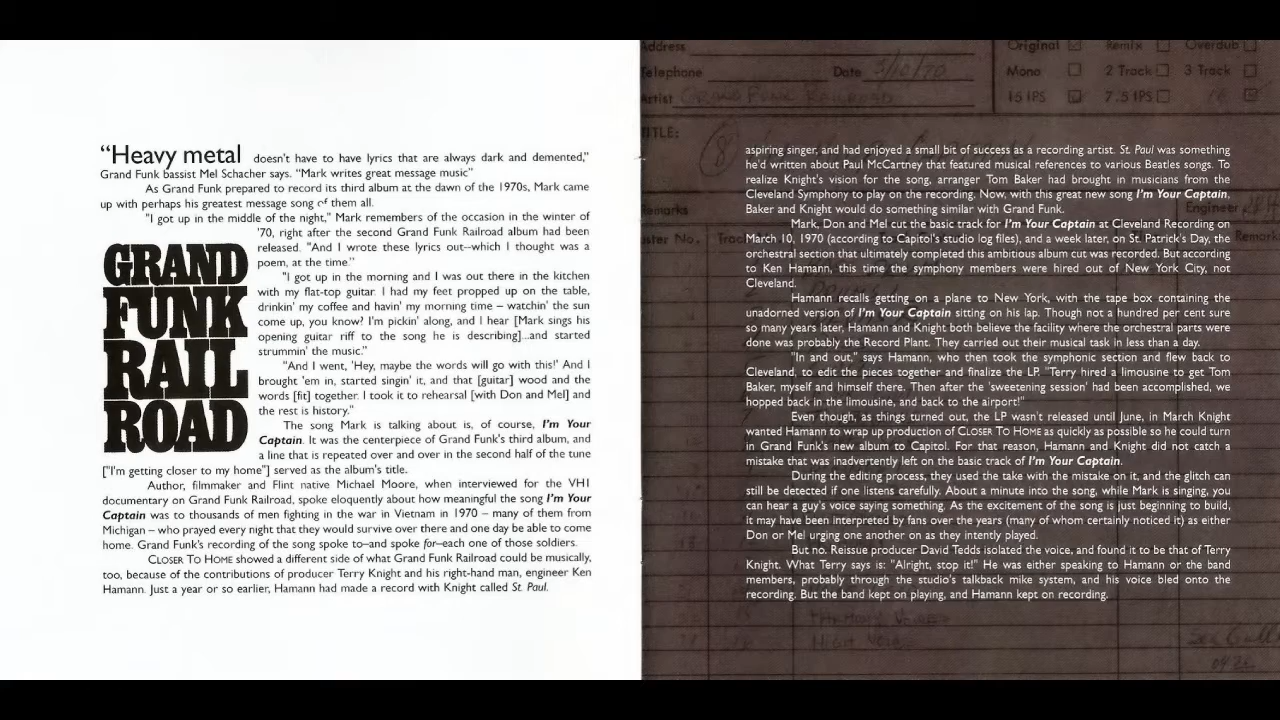 "Heavy metal doesn't have to have lyrics that are always dark and demented,"
Grand Funk bassist Mel Schacher says. "Mark writes great message music"
As Grand Funk prepared to record its third album at the dawn of the 1970s, Mark came
up with perhaps his greatest message song of them all.
"I got up in the middle of the night," Mark remembers of the occasion in the winter of
'70, right after the second Grand Funk Railroad album had been
released. "And I wrote these lyrics out--which I thought was a
poem, at the time."
"I got up in the morning and I was out there in the kitchen
with my flat-top guitar. I had my feet propped up on the table,
drinkin' my coffee and havin' my morning time – watchin' the sun
come up, you know? I'm pickin' along, and I hear [Mark sings his
opening guitar riff to the song he is describing]...and started
strummin' the music."
"And I went, 'Hey, maybe the words will go with this!' And I
brought 'em in, started singin' it, and that [guitar] wood and the
words [fit] together. I took it to rehearsal [with Don and Mel] and
the rest is history."
The song Mark is talking about is, of course, I'm Your
Captain. It was the centerpiece of Grand Funk's third album, and
a line that is repeated over and over in the second half of the tune
["I'm getting closer to my home"] served as the album's title.
Author, filmmaker and Flint native Michael Moore, when interviewed for the VH1
documentary on Grand Funk Railroad, spoke eloquently about how meaningful the song I'm Your
Captain was to thousands of men fighting in the war in Vietnam in 1970 – many of them from
Michigan – who prayed every night that they would survive over there and one day be able to come
home. Grand Funk's recording of the song spoke to—and spoke for—each one of those soldiers.
CLOSER TO HOME showed a different side of what Grand Funk Railroad could be musically,
too, because of the contributions of producer Terry Knight and his right-hand man, engineer Ken
Hamann. Just a year or so earlier, Hamann had made a record with Knight called St. Paul.
GRAND
FUNK
RAIL
ROAD
Address
Telephone Date 3/10/70
Artist GRAND FUNK RAILROAD
Original Remix Overdub
Mono 2 Track 3 Track
15 IPS 7.5 IPS 16
TITLE:
8
Remarks
Engineer
Track
Remarks
aspiring singer, and had enjoyed a small bit of success as a recording artist. St. Paul was something
he'd written about Paul McCartney that featured musical references to various Beatles songs. To
realize Knight's vision for the song, arranger Tom Baker had brought in musicians from the
Cleveland Symphony to play on the recording. Now, with this great new song I'm Your Captain,
Baker and Knight would do something similar with Grand Funk.
Mark, Don and Mel cut the basic track for I'm Your Captain at Cleveland Recording on
March 10, 1970 (according to Capitol's studio log files), and a week later, on St. Patrick's Day, the
orchestral section that ultimately completed this ambitious album cut was recorded. But according
to Ken Hamann, this time the symphony members were hired out of New York City, not
Cleveland.
Hamann recalls getting on a plane to New York, with the tape box containing the
unadorned version of I'm Your Captain sitting on his lap. Though not a hundred per cent sure
so many years later, Hamann and Knight both believe the facility where the orchestral parts were
done was probably the Record Plant. They carried out their musical task in less than a day.
"In and out," says Hamann, who then took the symphonic section and flew back to
Cleveland, to edit the pieces together and finalize the LP. "Terry hired a limousine to get Tom
Baker, myself and himself there. Then after the 'sweetening session' had been accomplished, we
hopped back in the limousine, and back to the airport!"
Even though, as things turned out, the LP wasn't released until June, in March Knight
wanted Hamann to wrap up production of CLOSER TO HOME as quickly as possible so he could turn
in Grand Funk's new album to Capitol. For that reason, Hamann and Knight did not catch a
mistake that was inadvertently left on the basic track of I'm Your Captain.
During the editing process, they used the take with the mistake on it, and the glitch can
still be detected if one listens carefully. About a minute into the song, while Mark is singing, you
can hear a guy's voice saying something. As the excitement of the song is just beginning to build,
it may have been interpreted by fans over the years (many of whom certainly noticed it) as either
Don or Mel urging one another on as they intently played.
But no. Reissue producer David Tedds isolated the voice, and found it to be that of Terry
Knight. What Terry says is: "Alright, stop it!" He was either speaking to Hamann or the band
members, probably through the studio's talkback mike system, and his voice bled onto the
recording. But the band kept on playing, and Hamann kept on recording.